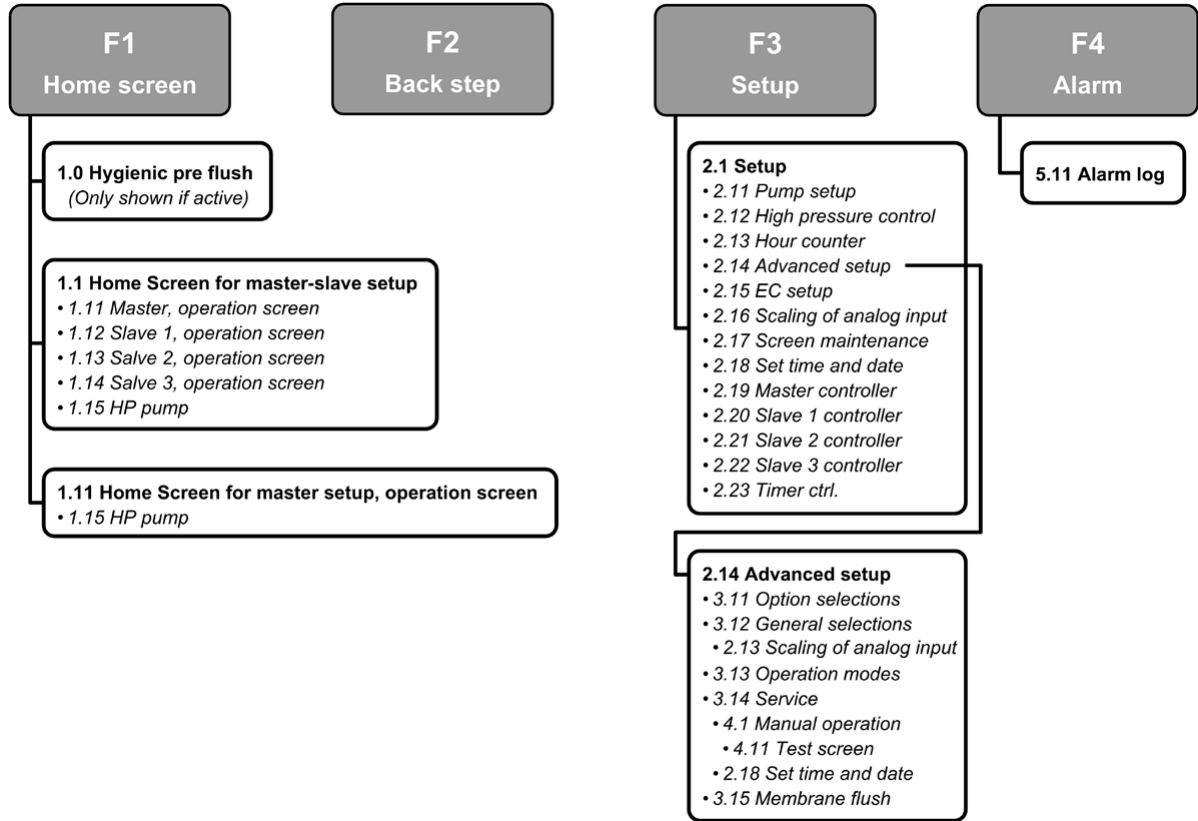 F1
Home screen
F2
Back step
F3
Setup
F4
Alarm
1.0 Hygienic pre flush
(Only shown if active)
1.1 Home Screen for master-slave setup
• 1.11 Master, operation screen
• 1.12 Slave 1, operation screen
• 1.13 Salve 2, operation screen
• 1.14 Salve 3, operation screen
• 1.15 HP pump
1.11 Home Screen for master setup, operation screen
• 1.15 HP pump
2.1 Setup
• 2.11 Pump setup
• 2.12 High pressure control
• 2.13 Hour counter
• 2.14 Advanced setup
• 2.15 EC setup
• 2.16 Scaling of analog input
• 2.17 Screen maintenance
• 2.18 Set time and date
• 2.19 Master controller
• 2.20 Slave 1 controller
• 2.21 Slave 2 controller
• 2.22 Slave 3 controller
• 2.23 Timer ctrl.
2.14 Advanced setup
• 3.11 Option selections
• 3.12 General selections
• 2.13 Scaling of analog input
• 3.13 Operation modes
• 3.14 Service
• 4.1 Manual operation
• 4.11 Test screen
• 2.18 Set time and date
• 3.15 Membrane flush
5.11 Alarm log